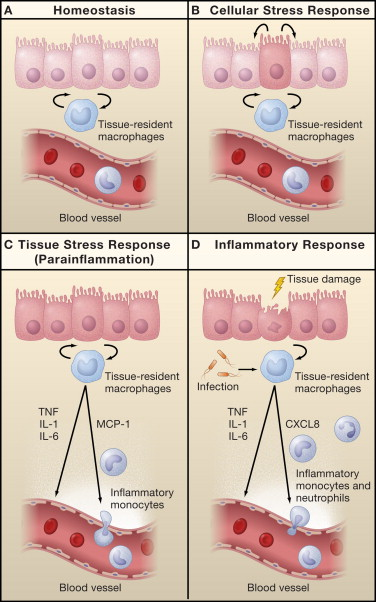 A Homeostasis
Tissue-resident
macrophages
Blood vessel
B Cellular Stress Response
Tissue-resident
macrophages
Blood vessel
C Tissue Stress Response
(Parainflammation)
Tissue-resident
macrophages
TNF
IL-1
IL-6
MCP-1
Inflammatory
monocytes
Blood vessel
D Inflammatory Response
Tissue damage
Infection
Tissue-resident
macrophages
TNF
IL-1
IL-6
CXCL8
Inflammatory
monocytes and
neutrophils
Blood vessel